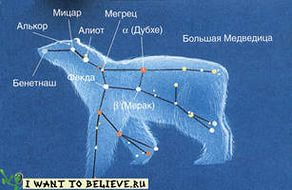 Мицар
Мегрец
Алькор
Алиот
α (Дубхе)
Большая Медведица
Бенетнаш
Фекда
β (Мерак)
I WANT TO BELIEVE.RU